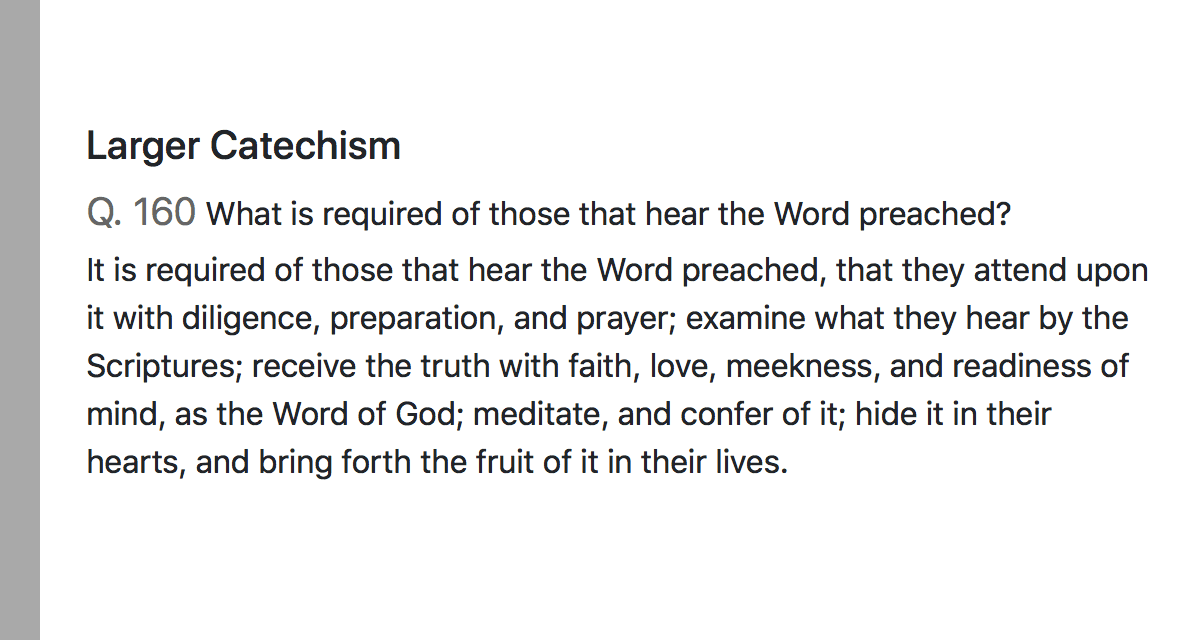 Larger Catechism
Q. 160 What is required of those that hear the Word preached?
It is required of those that hear the Word preached, that they attend upon
it with diligence, preparation, and prayer; examine what they hear by the
Scriptures; receive the truth with faith, love, meekness, and readiness of
mind, as the Word of God; meditate, and confer of it; hide it in their
hearts, and bring forth the fruit of it in their lives.